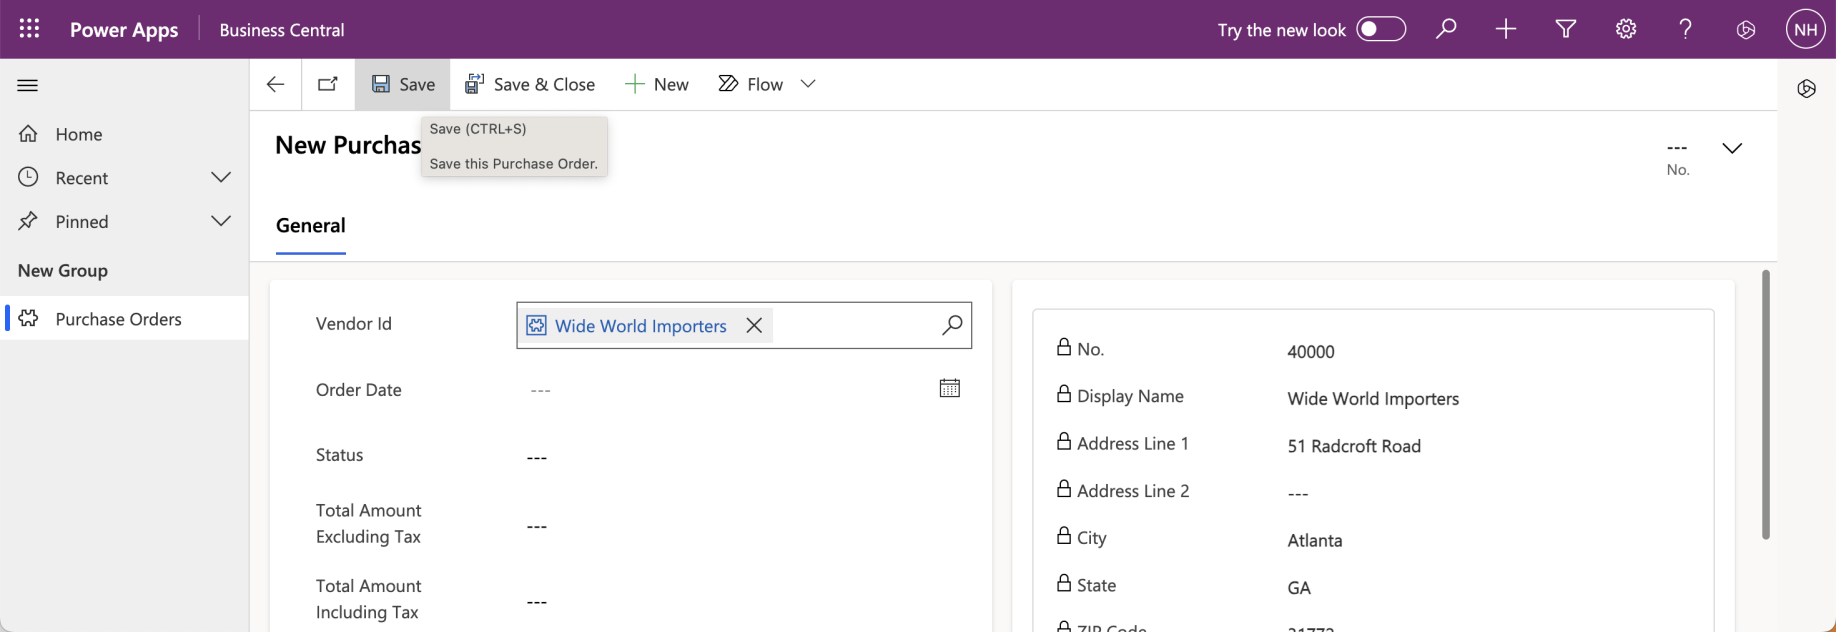 Power Apps
Business Central
Try the new look
NH
Save
Save & Close
New
Flow
Home
Recent
Pinned
New Group
Purchase Orders
Save (CTRL+S)
Save this Purchase Order.
New Purchas
---
No.
General
Vendor Id
Wide World Importers
Order Date
---
Status
---
Total Amount
Excluding Tax
---
Total Amount
Including Tax
---
No.
40000
Display Name
Wide World Importers
Address Line 1
51 Radcroft Road
Address Line 2
---
City
Atlanta
State
GA
ZIP Code